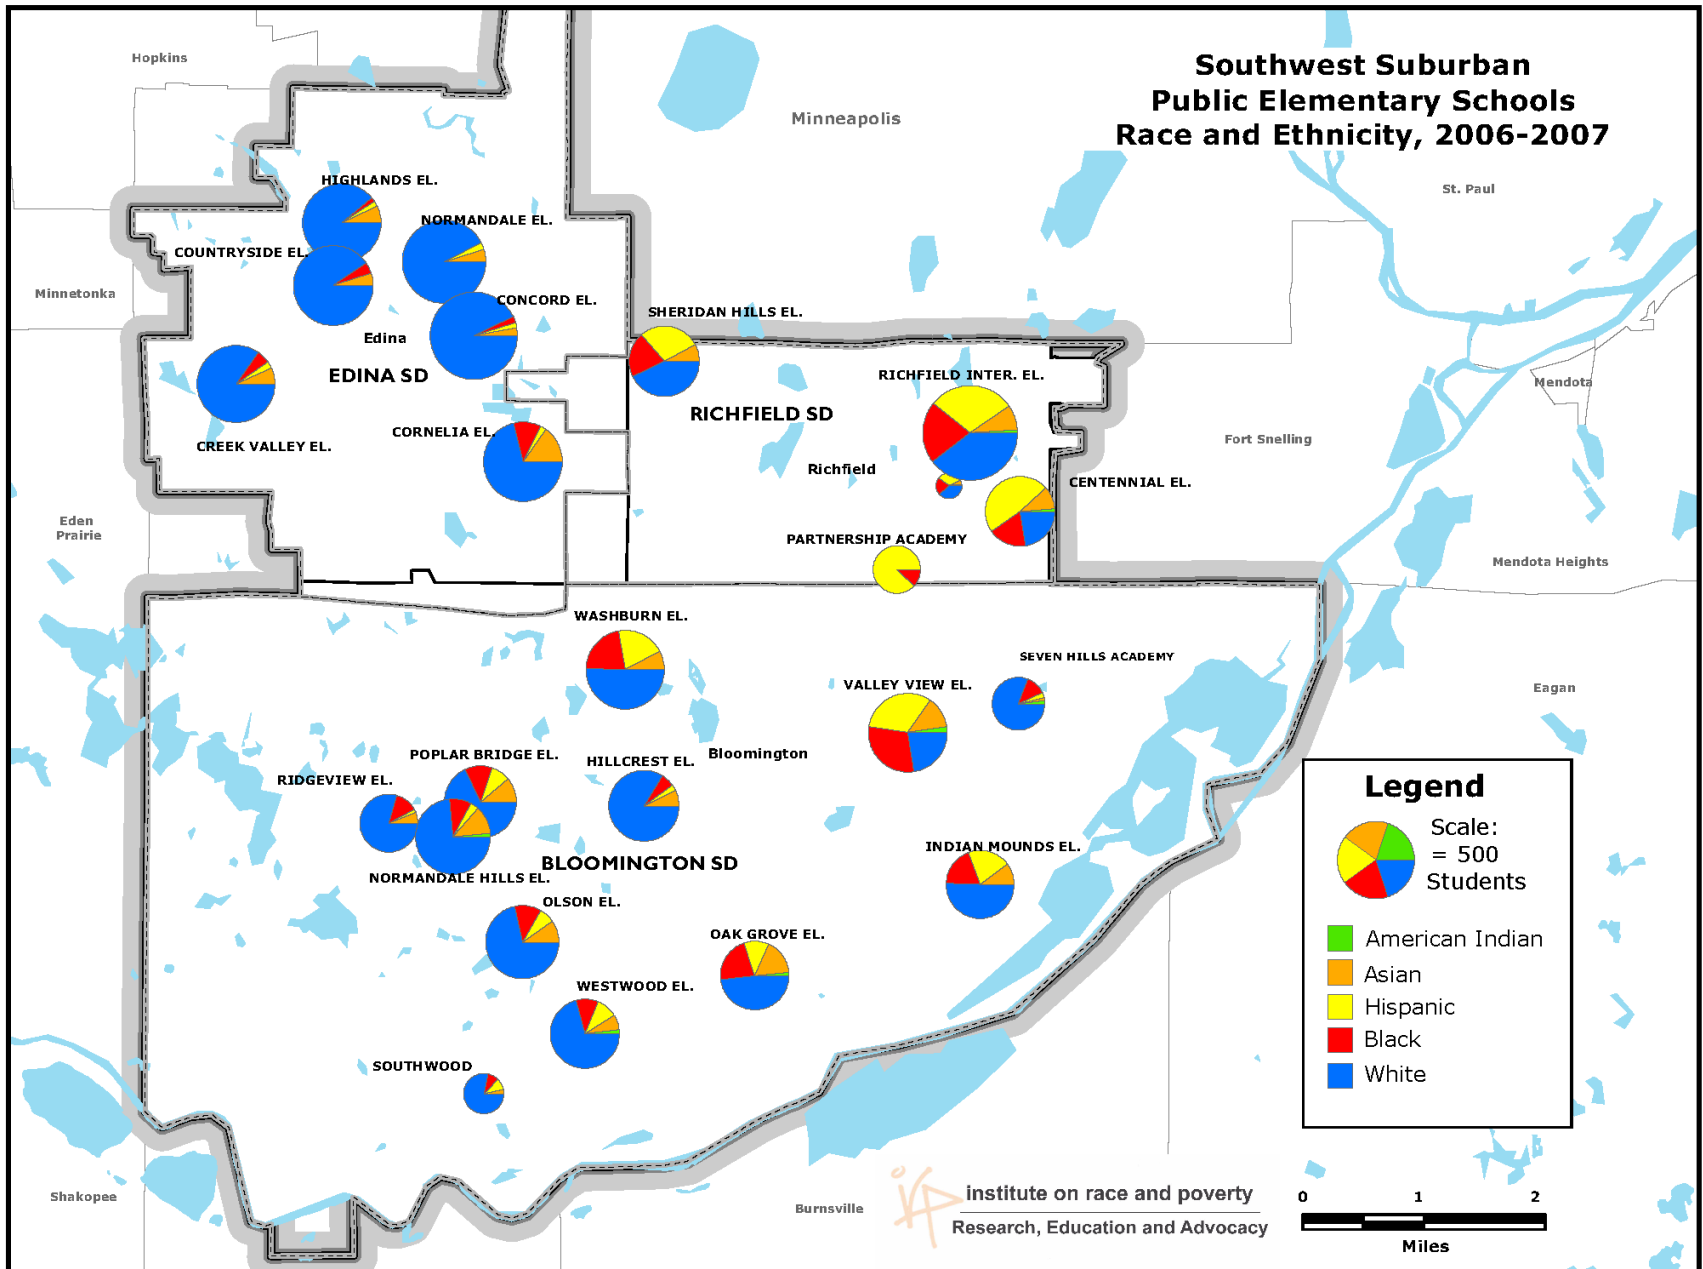 Southwest Suburban
Public Elementary Schools
Race and Ethnicity, 2006-2007
Hopkins
Minneapolis
St. Paul
HIGHLANDS EL.
NORMANDALE EL.
COUNTRYSIDE EL.
Minnetonka
CONCORD EL.
SHERIDAN HILLS EL.
Edina
EDINA SD
RICHFIELD INTER. EL.
Mendota
RICHFIELD SD
CORNELIA EL.
CREEK VALLEY EL.
Fort Snelling
Richfield
CENTENNIAL EL.
Eden
Prairie
PARTNERSHIP ACADEMY
Mendota Heights
WASHBURN EL.
SEVEN HILLS ACADEMY
VALLEY VIEW EL.
Eagan
POPLAR BRIDGE EL.
HILLCREST EL.
Bloomington
RIDGEVIEW EL.
BLOOMINGTON SD
INDIAN MOUNDS EL.
NORMANDALE HILLS EL.
OLSON EL.
OAK GROVE EL.
WESTWOOD EL.
SOUTHWOOD
Legend
Scale:
= 500
Students
American Indian
Asian
Hispanic
Black
White
Shakopee
Burnsville
irp
institute on race and poverty
Research, Education and Advocacy
0 1 2
Miles